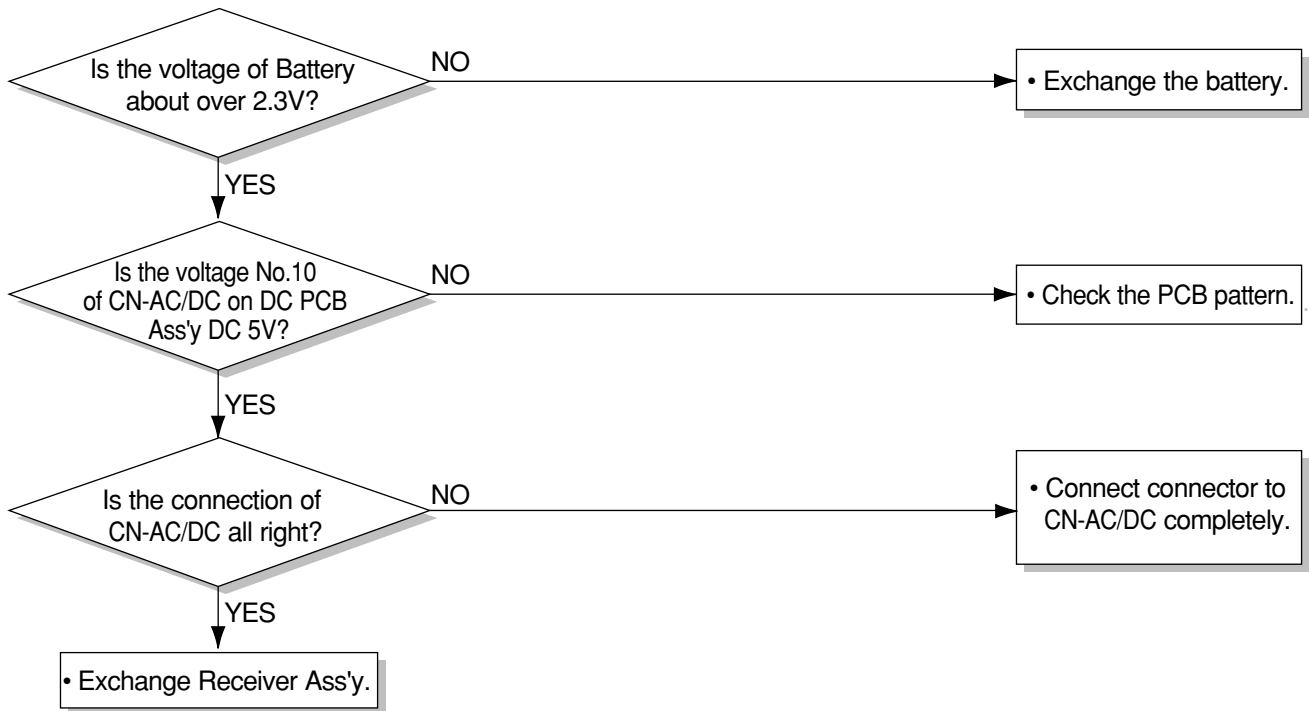 Is the voltage of Battery
about over 2.3V?
NO
• Exchange the battery.
YES
Is the voltage No.10
of CN-AC/DC on DC PCB
Ass'y DC 5V?
NO
• Check the PCB pattern.
YES
Is the connection of
CN-AC/DC all right?
NO
• Connect connector to
CN-AC/DC completely.
YES
• Exchange Receiver Ass'y.